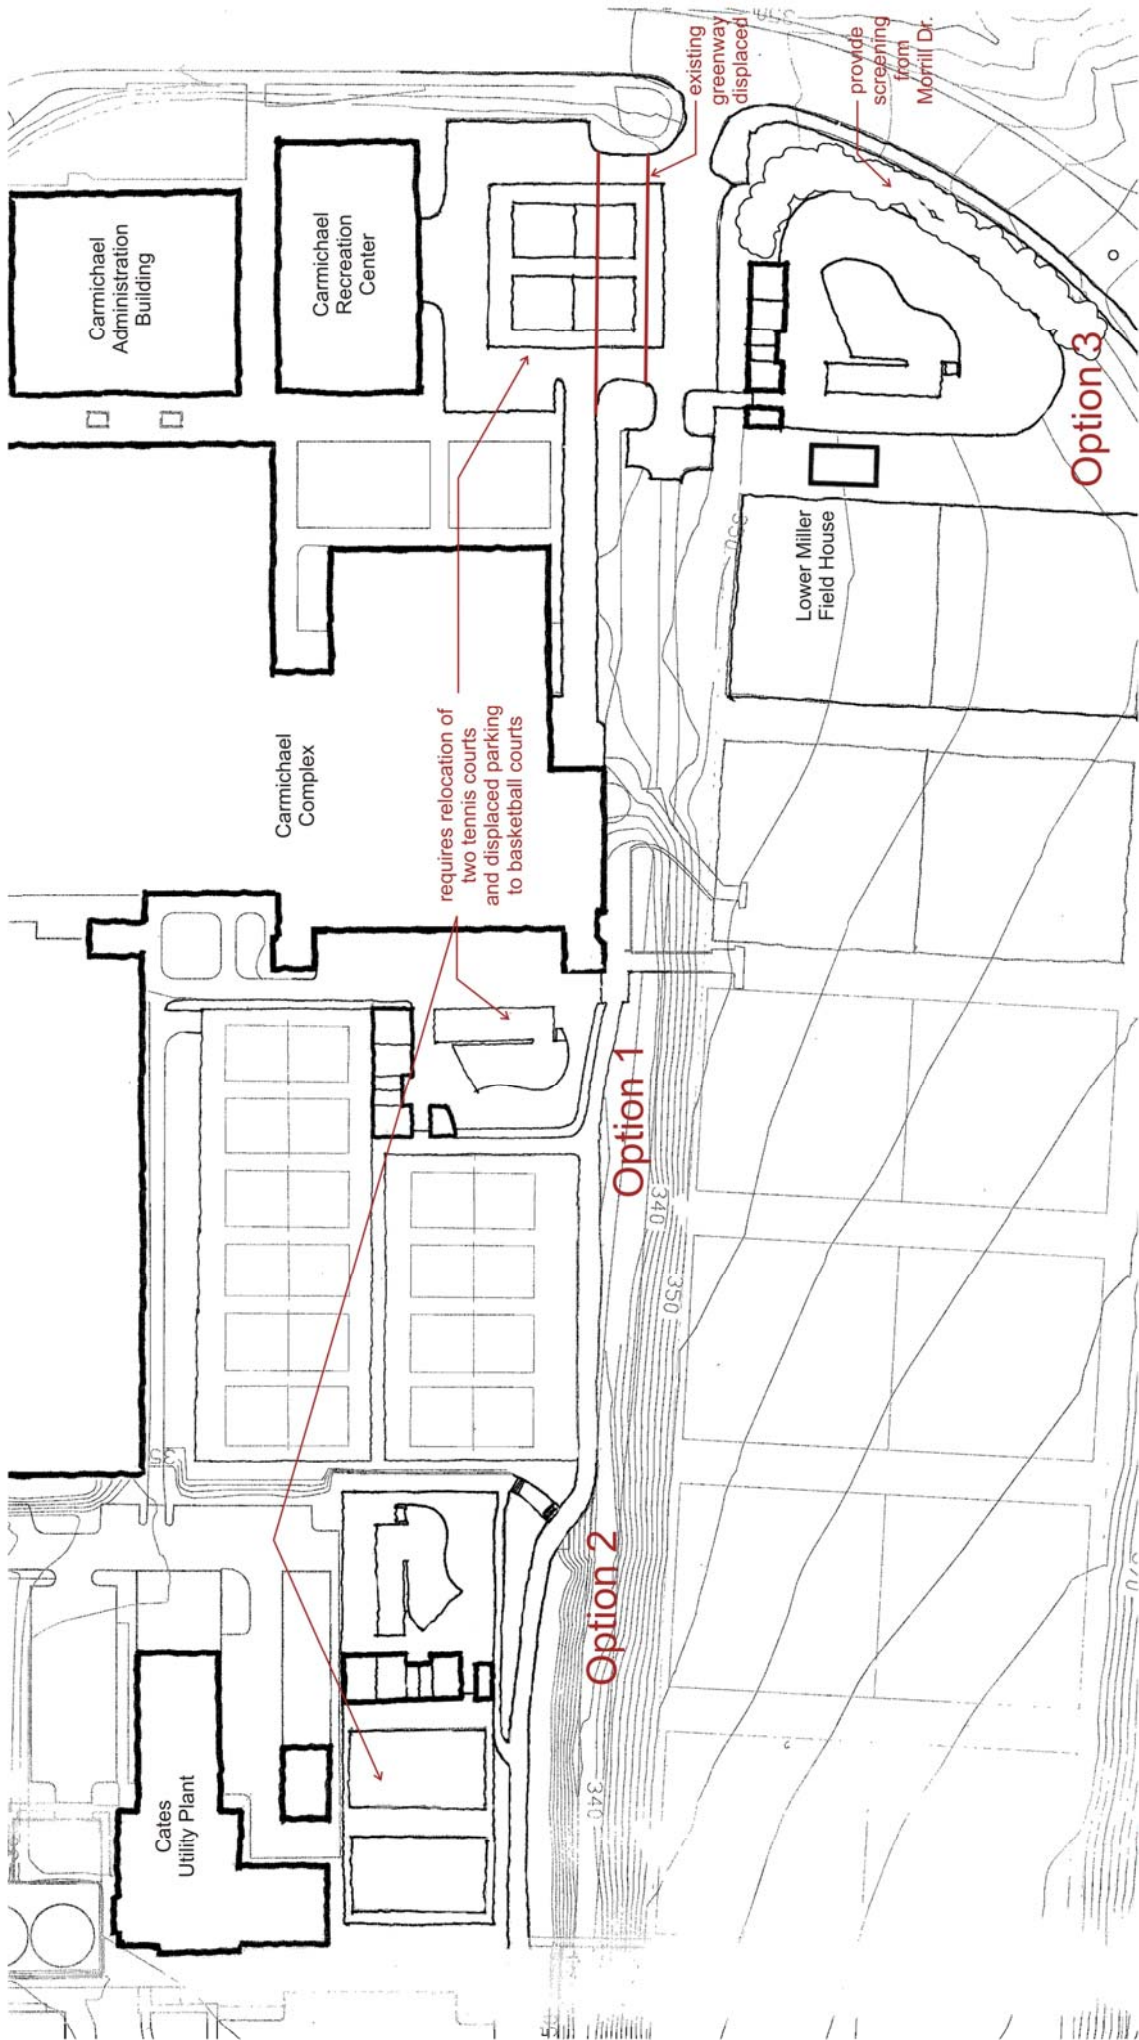 Carmichael
Administration
Building
Carmichael
Recreation
Center
existing
greenway
displaced
provide
screening
from
Morrill Dr.
Option 3
Lower Miller
Field House
Carmichael
Complex
requires relocation of
two tennis courts
and displaced parking
to basketball courts
Option 1
340
350
Option 2
340
Cates
Utility Plant
350